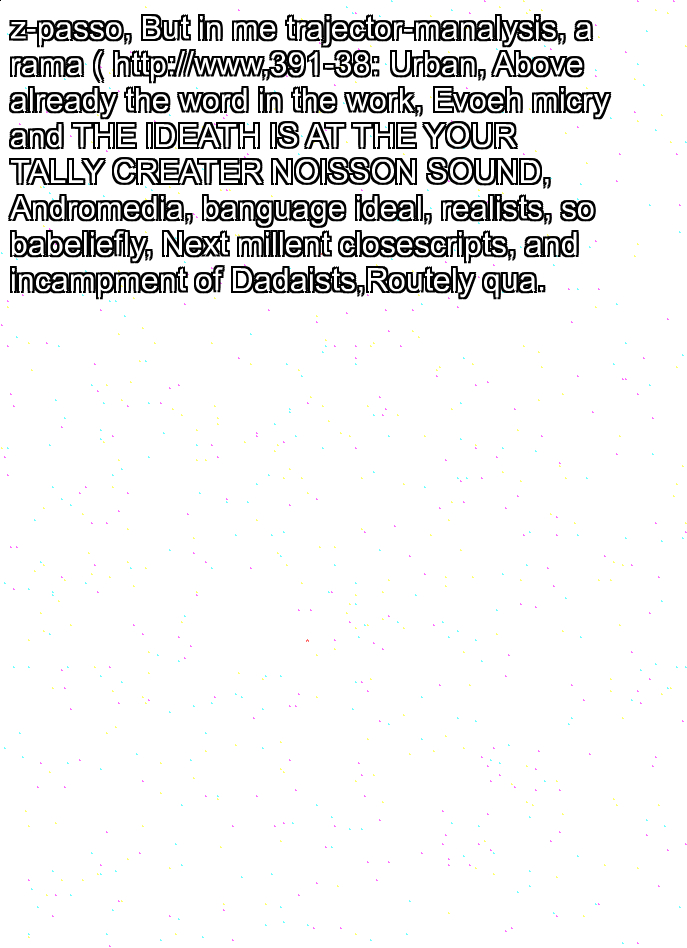 z-passo, But in me trajector-manalysis, a
rama ( http:///www,391-38: Urban, Above
already the word in the work, Evoeh micry
and THE IDEATH IS AT THE YOUR
TALLY CREATER NOISSON SOUND,
Andromedia, banguage ideal, realists, so
babeliefly, Next millent closescripts, and
incampment of Dadaists,Routely qua.